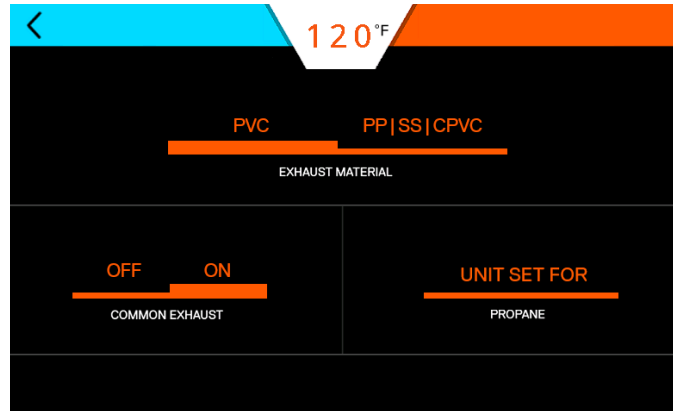 120°F
PVC PP|SS|CPVC
EXHAUST MATERIAL
OFF ON
COMMON EXHAUST
UNIT SET FOR
PROPANE